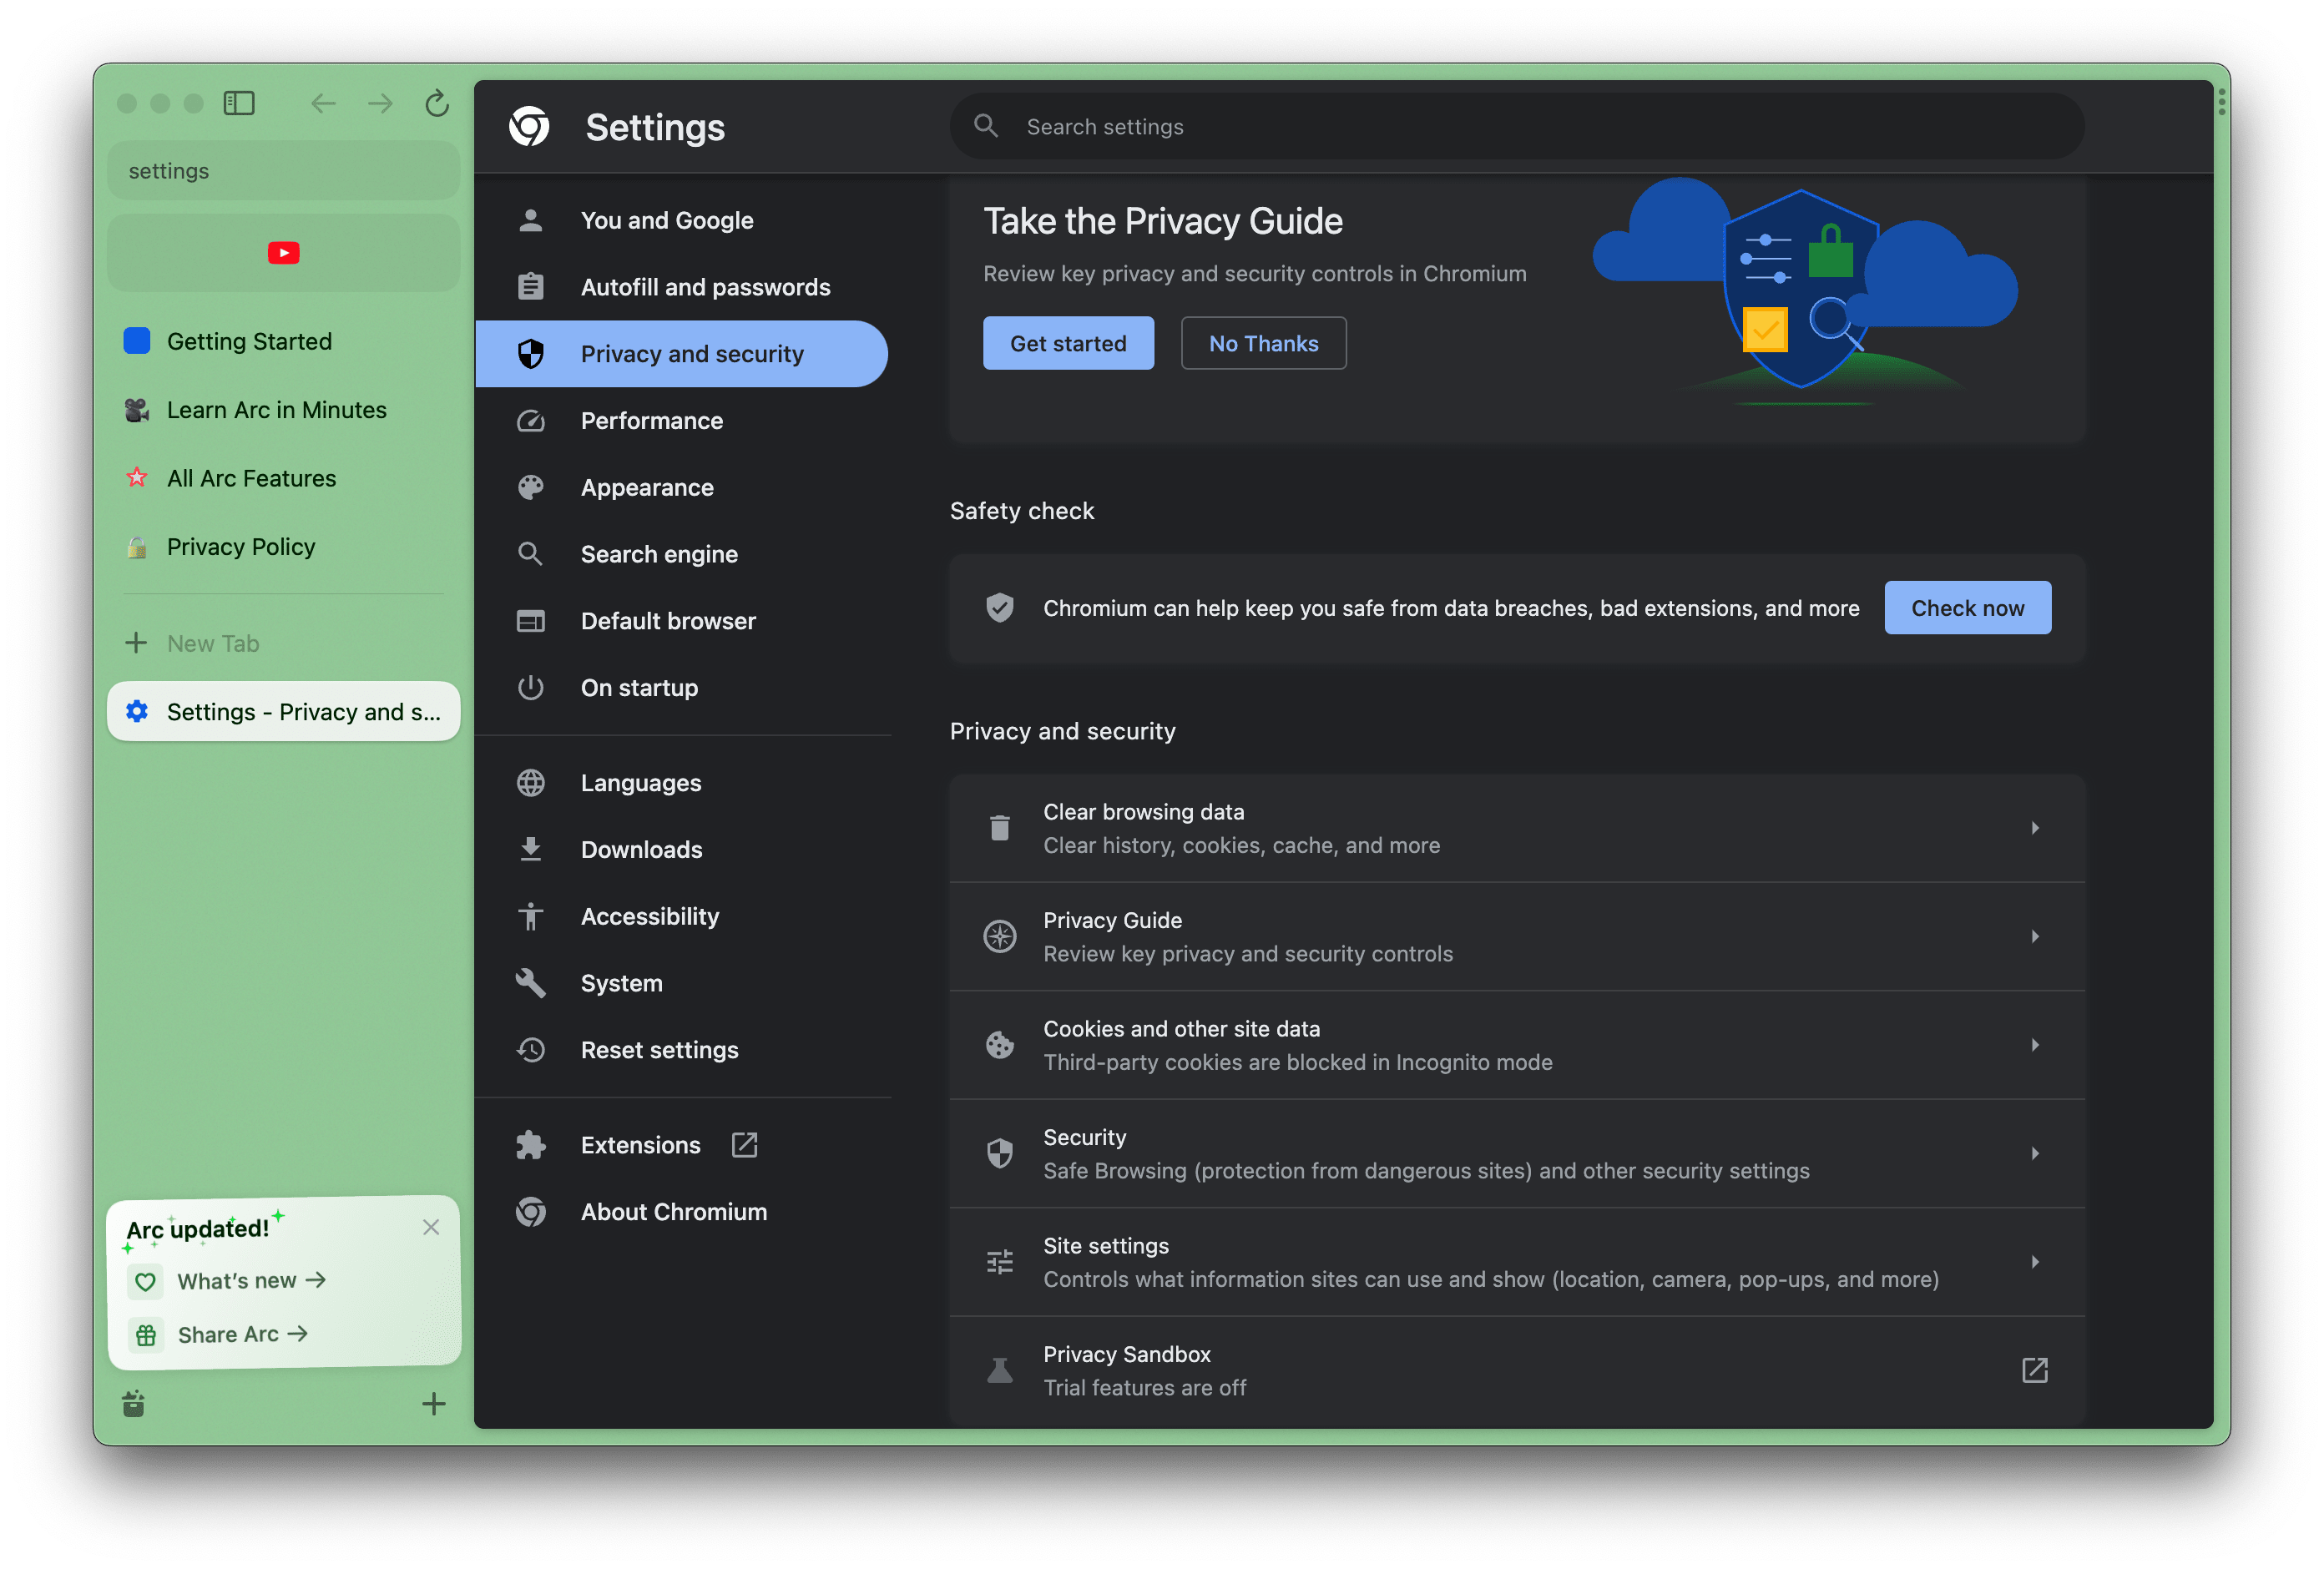 settings
Getting Started
Learn Arc in Minutes
All Arc Features
Privacy Policy
New Tab
Settings - Privacy and s...
Arc updated!
What's new →
Share Arc →
Settings
Search settings
You and Google
Autofill and passwords
Privacy and security
Performance
Appearance
Search engine
Default browser
On startup
Languages
Downloads
Accessibility
System
Reset settings
Extensions
About Chromium
Take the Privacy Guide
Review key privacy and security controls in Chromium
Get started
No Thanks
Safety check
Chromium can help keep you safe from data breaches, bad extensions, and more
Check now
Privacy and security
Clear browsing data
Clear history, cookies, cache, and more
Privacy Guide
Review key privacy and security controls
Cookies and other site data
Third-party cookies are blocked in Incognito mode
Security
Safe Browsing (protection from dangerous sites) and other security settings
Site settings
Controls what information sites can use and show (location, camera, pop-ups, and more)
Privacy Sandbox
Trial features are off